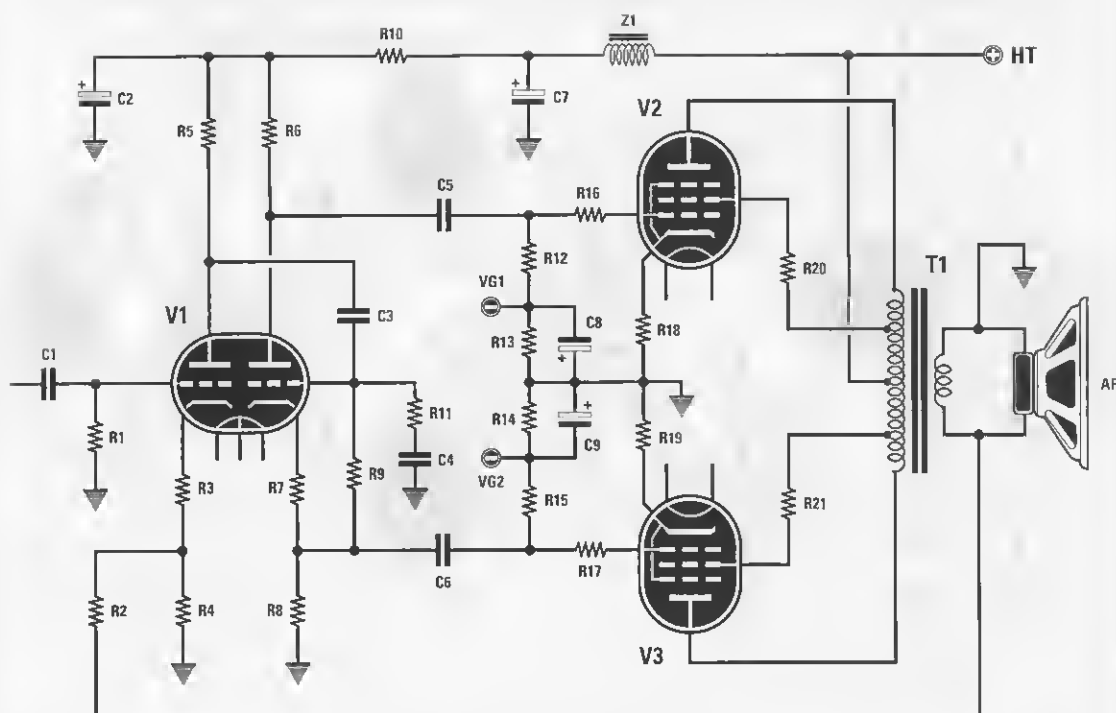 Z1
R10
HT
C2
C7
V2
R5
R6
C5
R16
R12
R20
T1
VG1
C8
V1
C3
R13
R18
C1
AP
R11
R14
R19
R1
C4
C9
R9
VG2
R3
R7
R15
R21
C6
R17
R2
R4
R8
V3
+
+
+
+